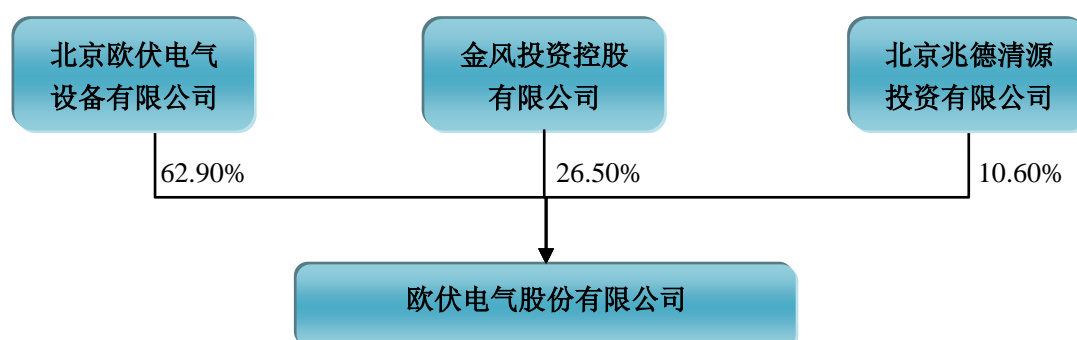 北京欧伏电气
设备有限公司
金风投资控股
有限公司
北京兆德清源
投资有限公司
62.90%
26.50%
10.60%
欧伏电气股份有限公司